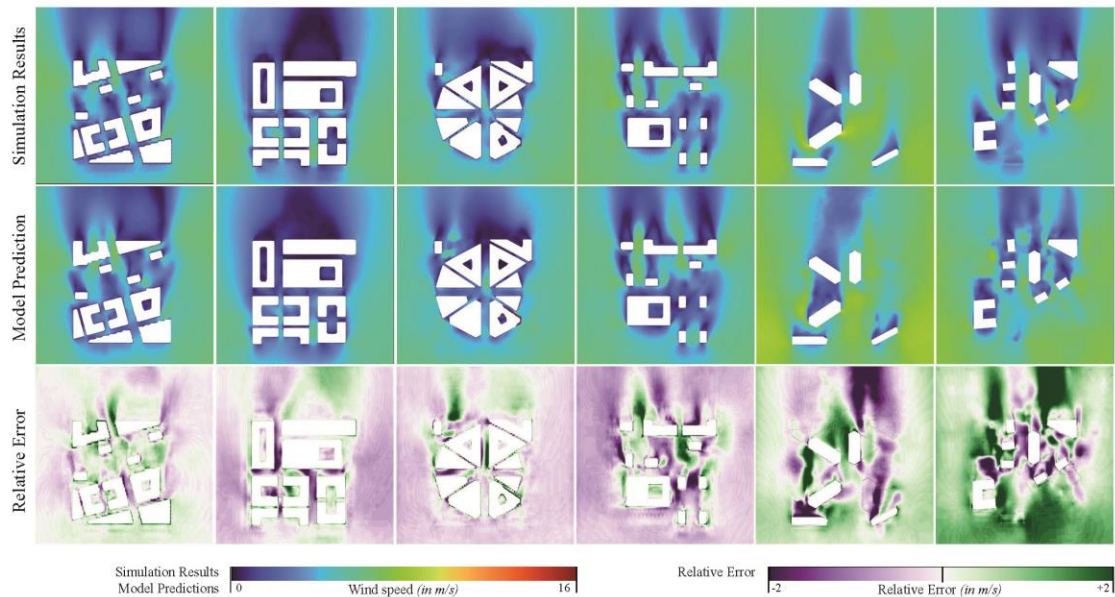 Simulation Results
Model Prediction
Relative Error
Simulation Results
Model Predictions
0
Wind speed (in m/s)
16
Relative Error
-2
Relative Error (in m/s)
+2